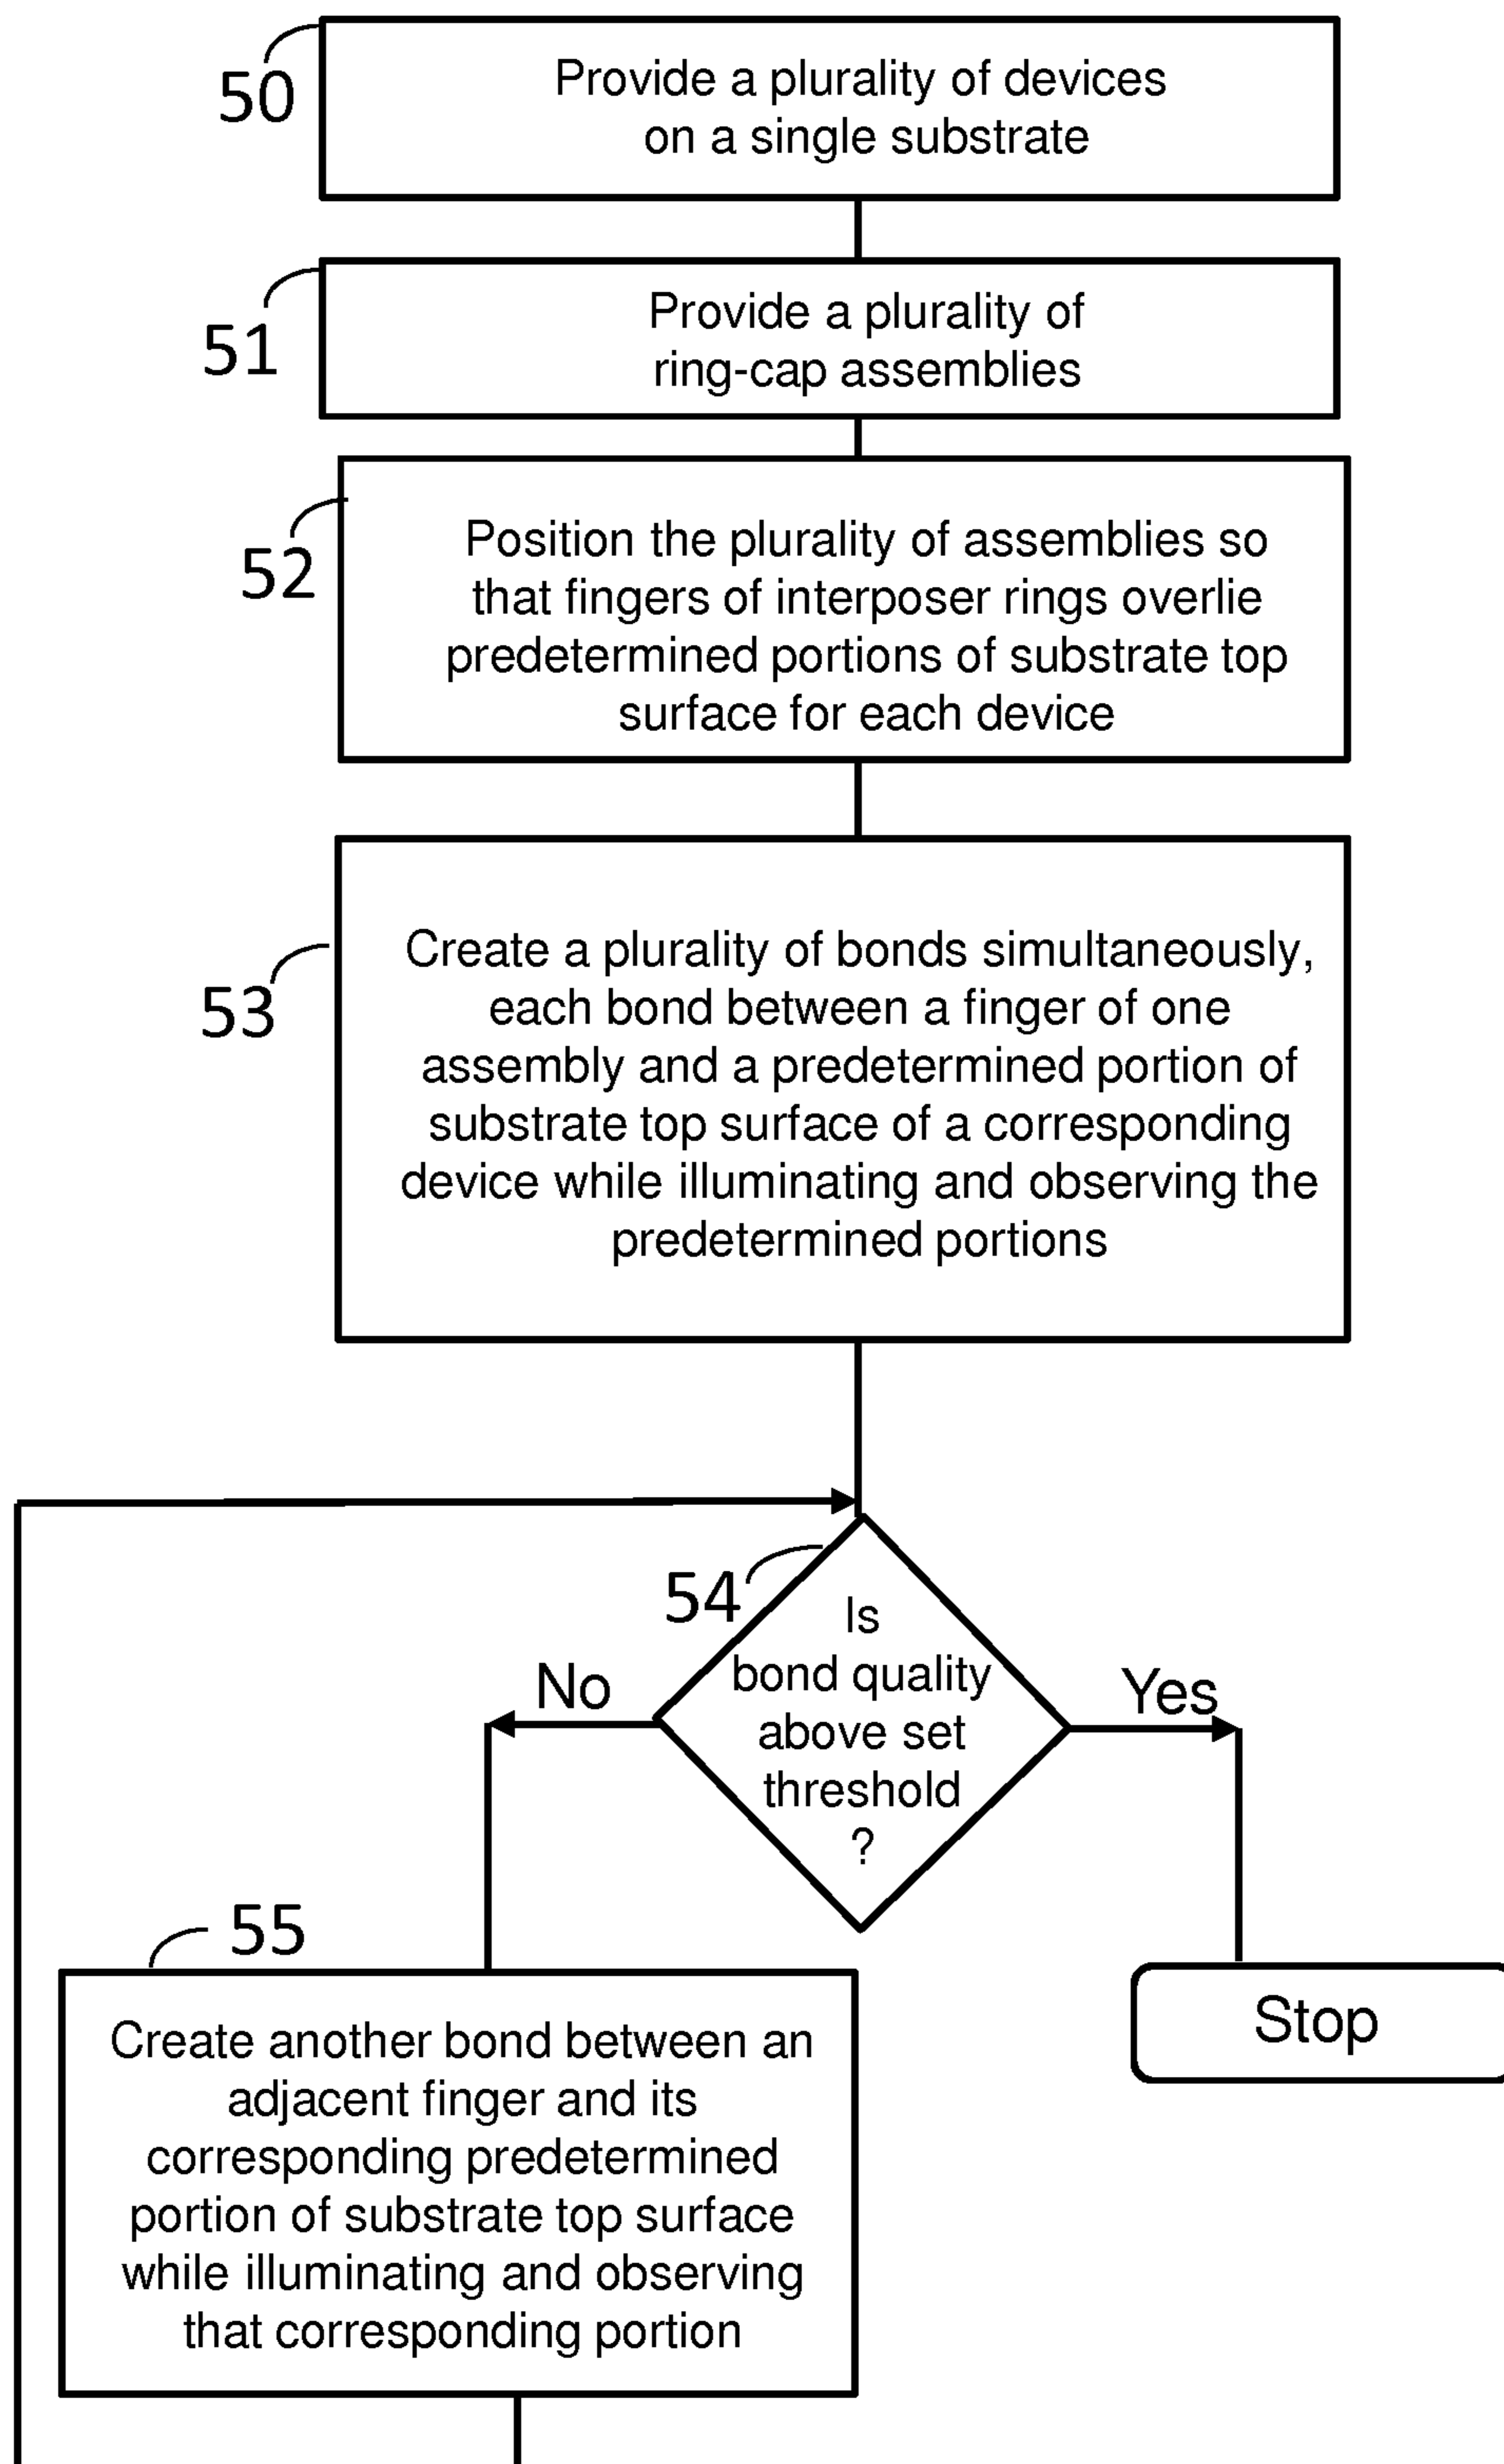 50
Provide a plurality of devices
on a single substrate
51
Provide a plurality of
ring-cap assemblies
52
Position the plurality of assemblies so
that fingers of interposer rings overlie
predetermined portions of substrate top
surface for each device
53
Create a plurality of bonds simultaneously,
each bond between a finger of one
assembly and a predetermined portion of
substrate top surface of a corresponding
device while illuminating and observing the
predetermined portions
54
Is
bond quality
above set
threshold
?
No
Yes
55
Create another bond between an
adjacent finger and its
corresponding predetermined
portion of substrate top surface
while illuminating and observing
that corresponding portion
Stop